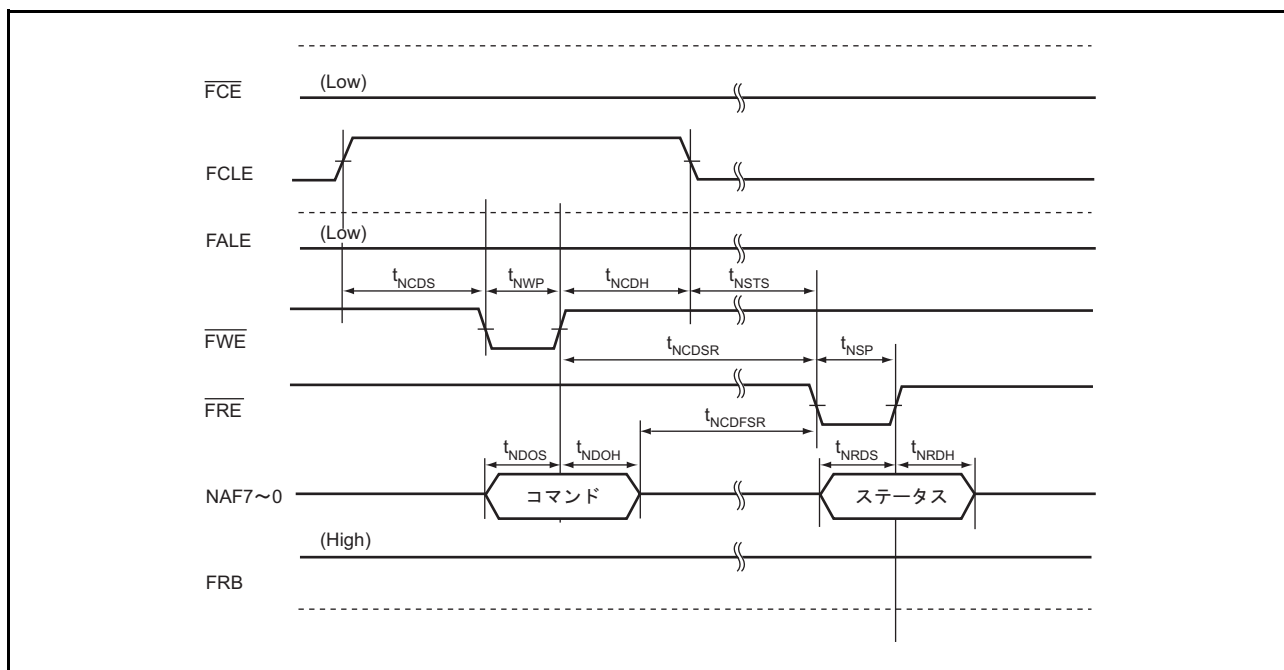 FCE (Low)
FCLE
FALE (Low)
tNCDS tNWP tNCDH tNSTS
FWE
tNCDSR tNSP
FRE
tNCDFSR
tNDOS tNDOH tNRDS tNRDH
NAF7～0 コマンド ステータス
(High)
FRB